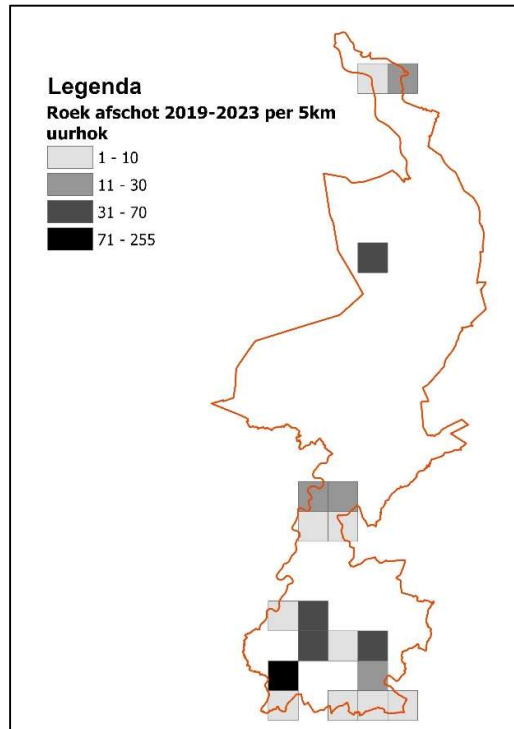 Legenda
Roek afschot 2019-2023 per 5km
uurhok
1 - 10
11 - 30
31 - 70
71 - 255